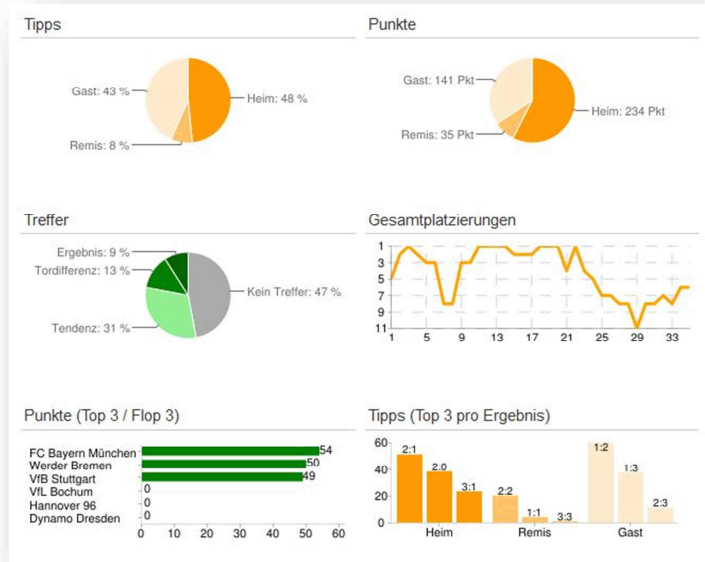 Tipps
Gast: 43 %
Heim: 48 %
Remis: 8 %
Punkte
Gast: 141 Pkt
Heim: 234 Pkt
Remis: 35 Pkt
Treffer
Ergebnis: 9 %
Tordifferenz: 13 %
Kein Treffer: 47 %
Tendenz: 31 %
Gesamtplatzierungen
1
3
5
7
9
11
1 5 9 13 17 21 25 29 33
Punkte (Top 3 / Flop 3)
FC Bayern München 54
Werder Bremen 50
VfB Stuttgart 49
VfL Bochum 0
Hannover 96 0
Dynamo Dresden 0
0 10 20 30 40 50 60
Tipps (Top 3 pro Ergebnis)
60
40
20
0
2:1 2:0 3:1 2:2 1:1 3:3 1:2 1:3 2:3
Heim Remis Gast